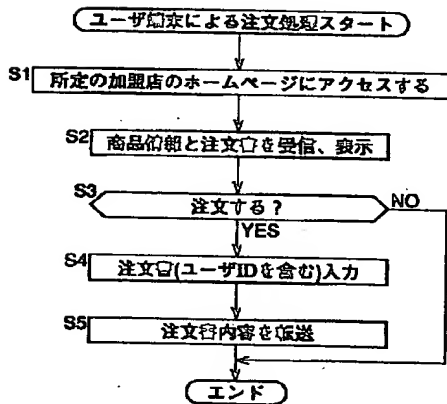 ユーザ端末による注文処理スタート
S1
所定の加盟店のホームページにアクセスする
S2
商品情報と注文書を受信、表示
S3
注文する?
NO
YES
S4
注文書(ユーザIDを含む)入力
S5
注文書内容を転送
エンド